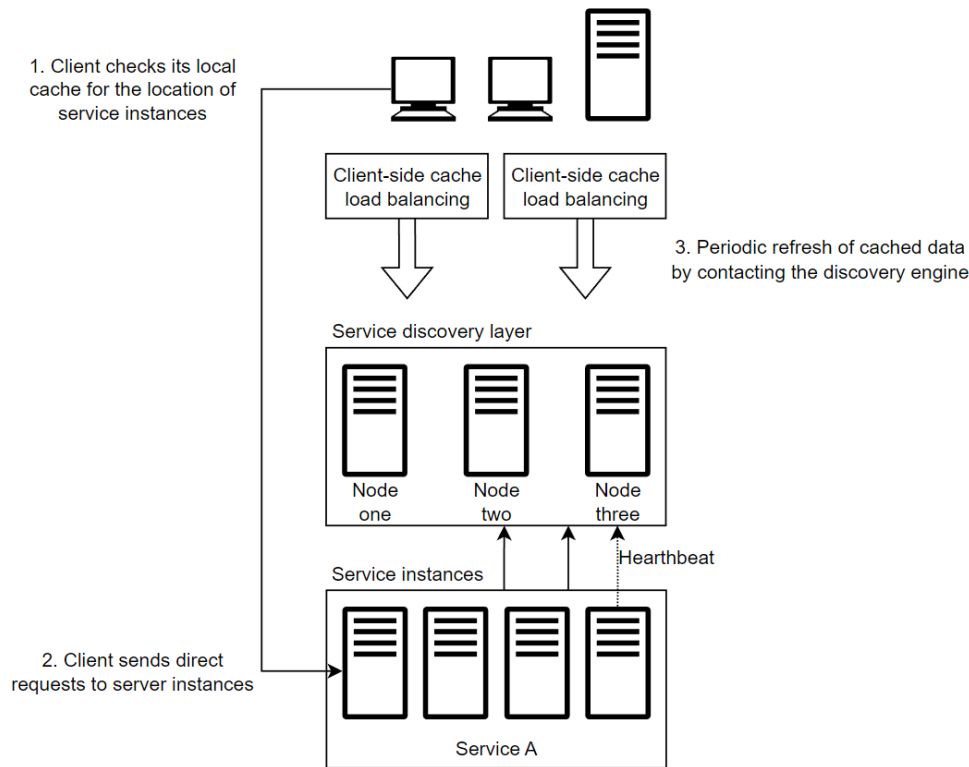 1. Client checks its local
cache for the location of
service instances
Client-side cache
load balancing
Client-side cache
load balancing
3. Periodic refresh of cached data
by contacting the discovery engine
Service discovery layer
Node
one
Node
two
Node
three
Hearthbeat
Service instances
2. Client sends direct
requests to server instances
Service A